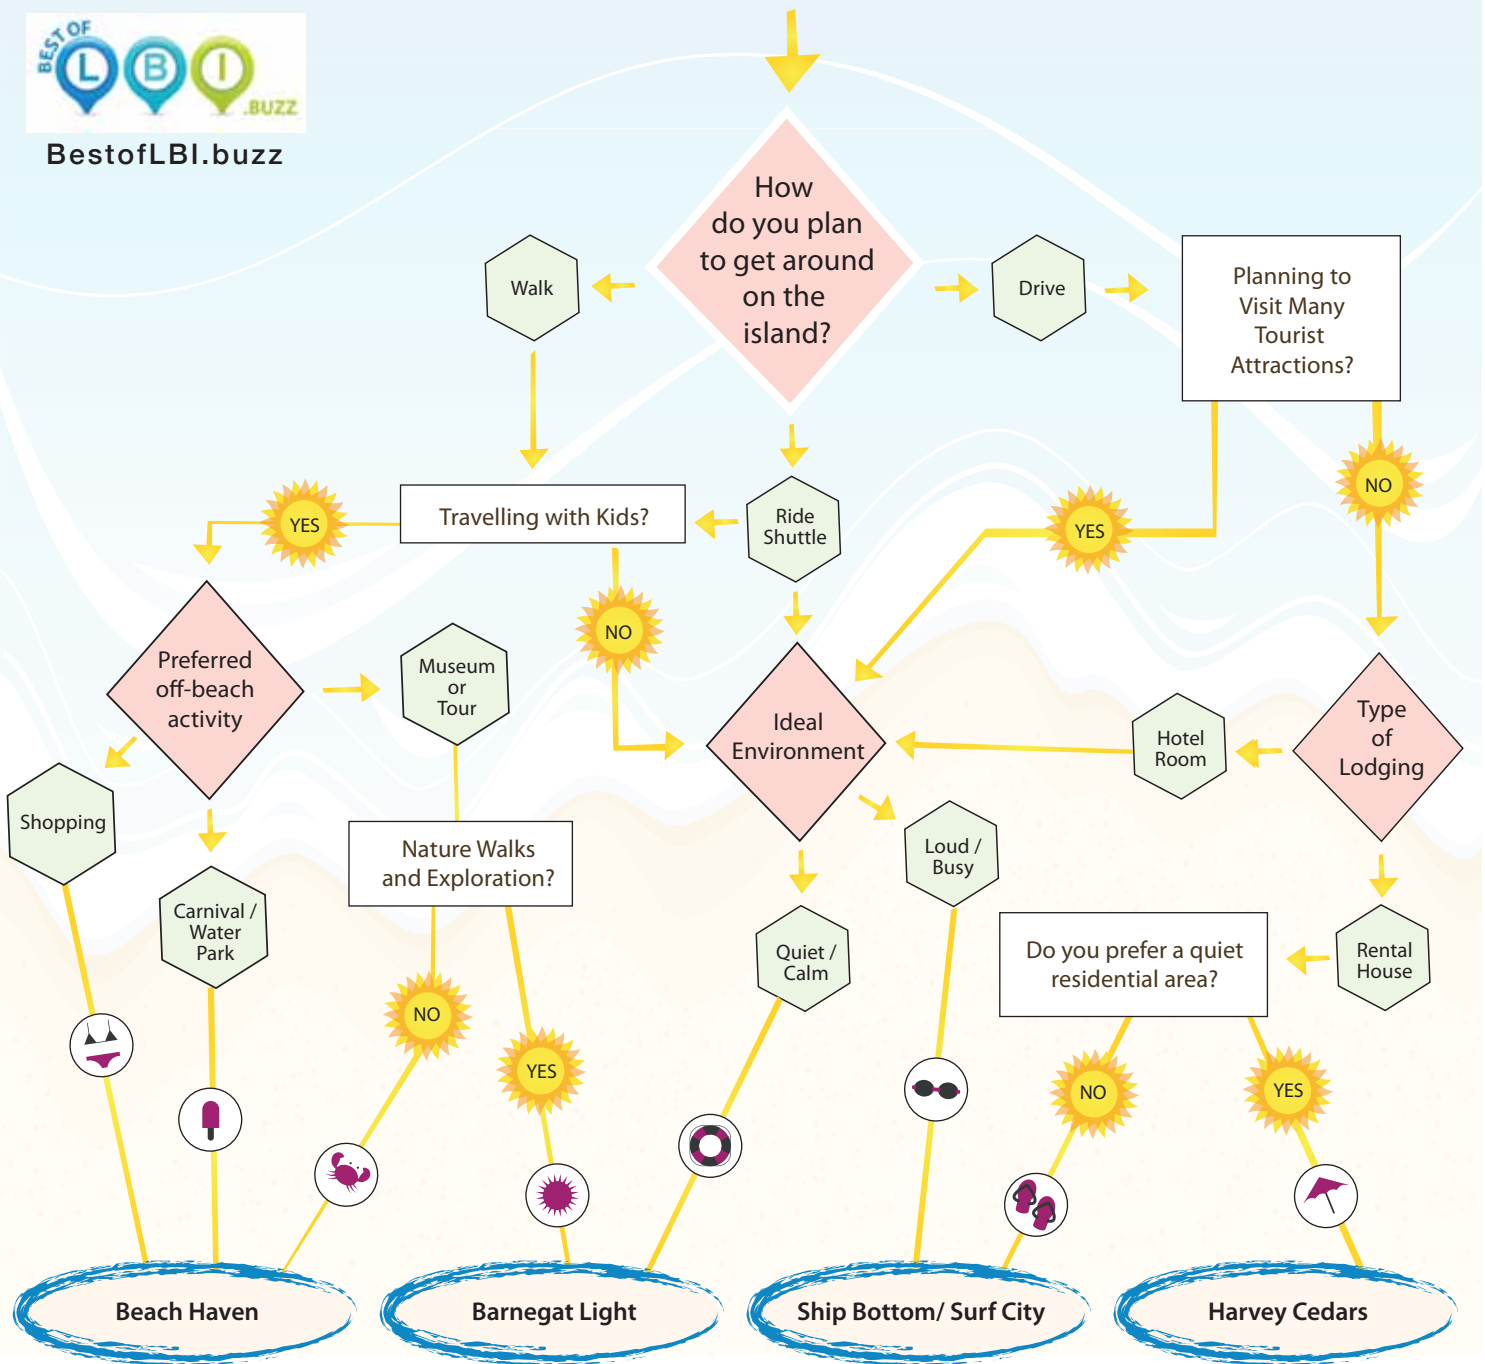 BEST OF
L B I
.BUZZ
BestofLBI.buzz
How
do you plan
to get around
on the
island?
Walk
Drive
Planning to
Visit Many
Tourist
Attractions?
NO
YES
Travelling with Kids?
YES
Ride
Shuttle
NO
Preferred
off-beach
activity
Museum
or
Tour
Ideal
Environment
Hotel
Room
Type
of
Lodging
Shopping
Nature Walks
and Exploration?
Loud /
Busy
Carnival /
Water
Park
Quiet /
Calm
Do you prefer a quiet
residential area?
Rental
House
NO
YES
NO
YES
Beach Haven
Barnegat Light
Ship Bottom/ Surf City
Harvey Cedars